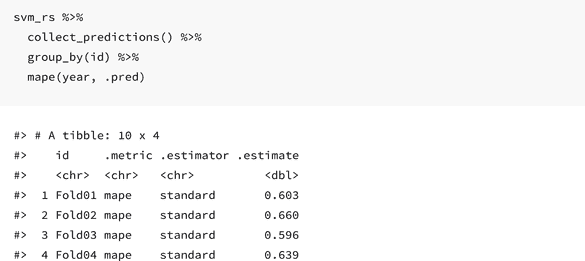 svm_rs %>%
  collect_predictions() %>%
  group_by(id) %>%
  mape(year, .pred)
#> # A tibble: 10 x 4
#>    id     .metric .estimator .estimate
#>    <chr>  <chr>   <chr>          <dbl>
#>  1 Fold01 mape    standard       0.603
#>  2 Fold02 mape    standard       0.660
#>  3 Fold03 mape    standard       0.596
#>  4 Fold04 mape    standard       0.639